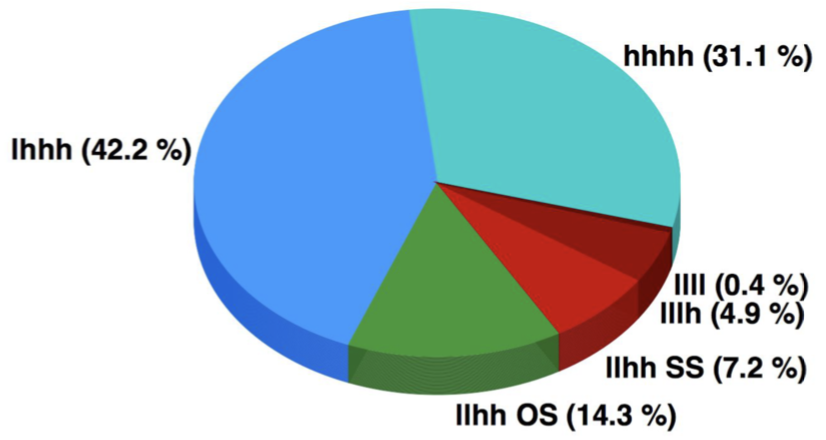 hhhh (31.1 %)
lhhh (42.2 %)
llll (0.4 %)
lllh (4.9 %)
llhh SS (7.2 %)
llhh OS (14.3 %)